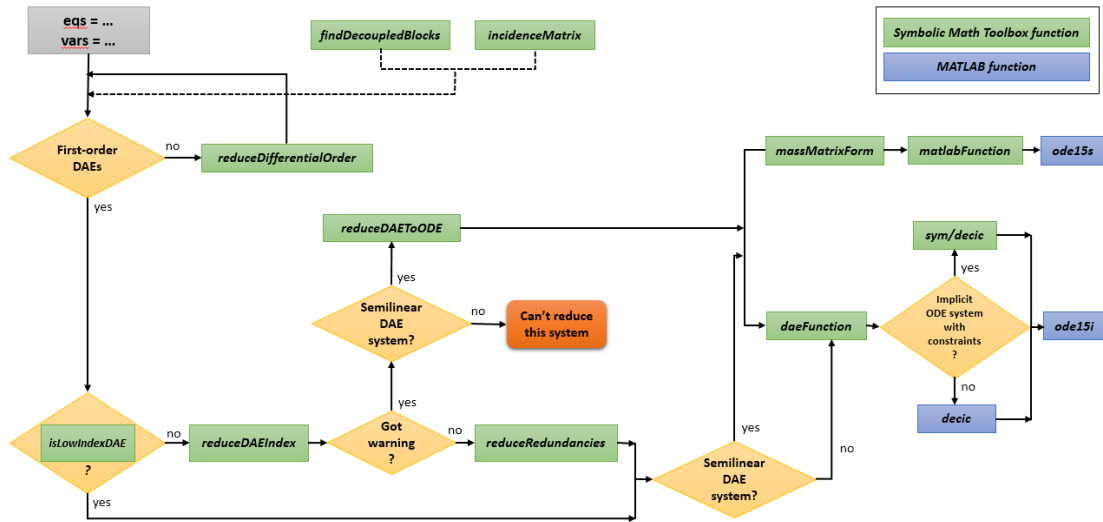 eqs = ...
vars = ...
findDecoupledBlocks
incidenceMatrix
Symbolic Math Toolbox function
MATLAB function
First-order
DAEs
no
reduceDifferentialOrder
yes
massMatrixForm
matlabFunction
ode15s
reduceDAEToODE
sym/decic
yes
yes
Semilinear
DAE
system?
no
Can't reduce
this system
daeFunction
Implicit
ODE system
with
constraints
?
ode15i
yes
no
decic
isLowIndexDAE
?
no
reduceDAEIndex
Got
warning
?
no
reduceRedundancies
yes
no
Semilinear
DAE
system?
yes